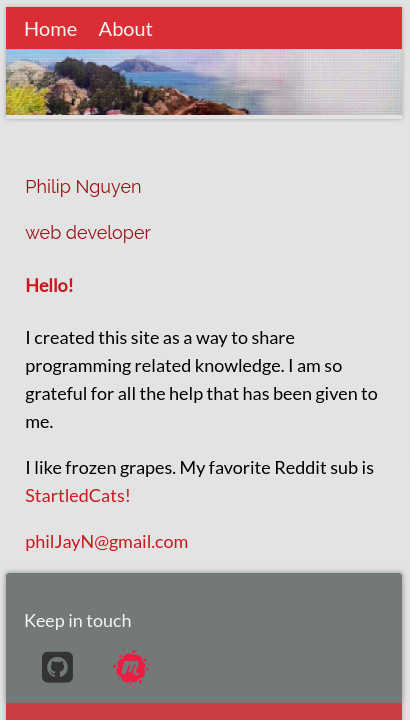 Home About
Philip Nguyen
web developer
Hello!
I created this site as a way to share
programming related knowledge. I am so
grateful for all the help that has been given to
me.
I like frozen grapes. My favorite Reddit sub is
StartledCats!
philJayN@gmail.com
Keep in touch
m